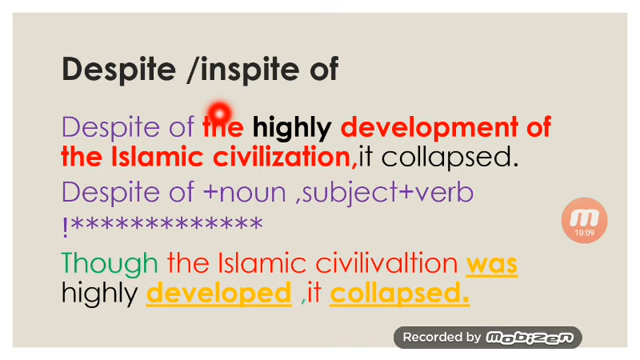 Despite /inspite of
Despite of the highly development of
the Islamic civilization,it collapsed.
Despite of +noun ,subject+verb
!*************
Though the Islamic civilivaltion was
highly developed ,it collapsed.
10:09
Recorded by mobizen